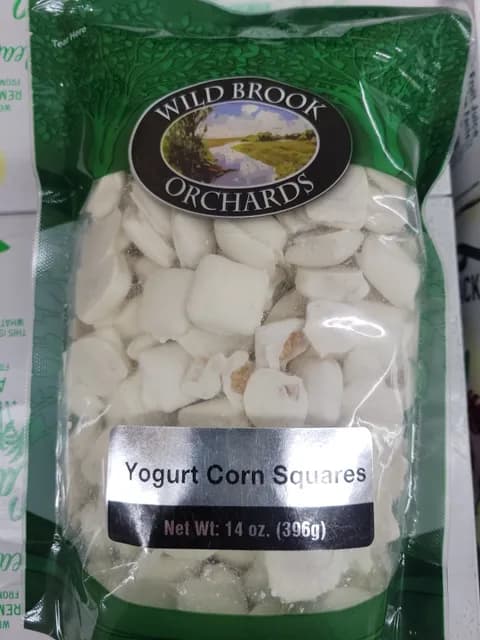 Tear Here
WILD BROOK
ORCHARDS
Yogurt Corn Squares
Net Wt: 14 oz. (396g)